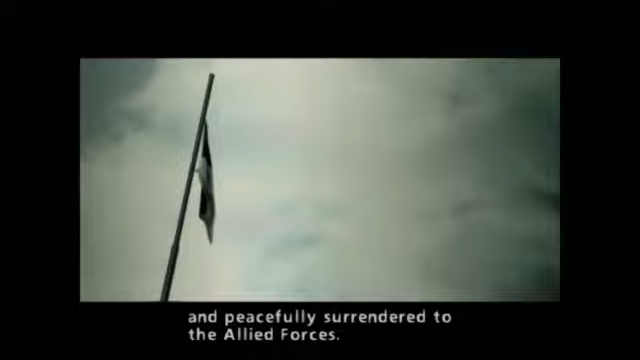 and peacefully surrendered to
the Allied Forces.